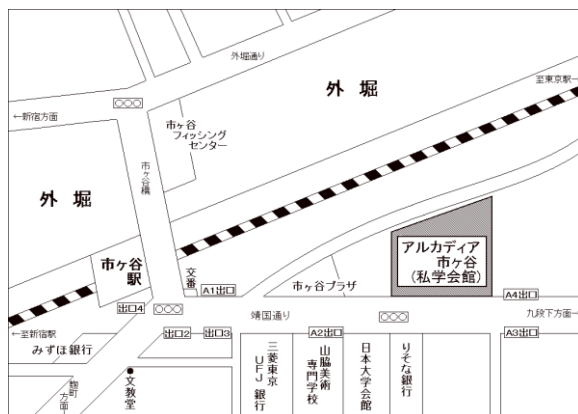 外堀通り
至東京駅→
外 堀
←新宿方面
市ヶ谷
フィッシング
センター
市ヶ谷橋
外 堀
市ヶ谷
駅
交番
A1出口
市ヶ谷プラザ
アルカディア
市ヶ谷
(私学会館)
A4出口
出口4
靖国通り
九段下方面→
←至新宿駅
みずほ銀行
出口2
出口3
A2出口
A3出口
麹町
方面
文教堂
三菱東京
UFJ銀行
山脇美術
専門学校
日本大学会館
りそな銀行